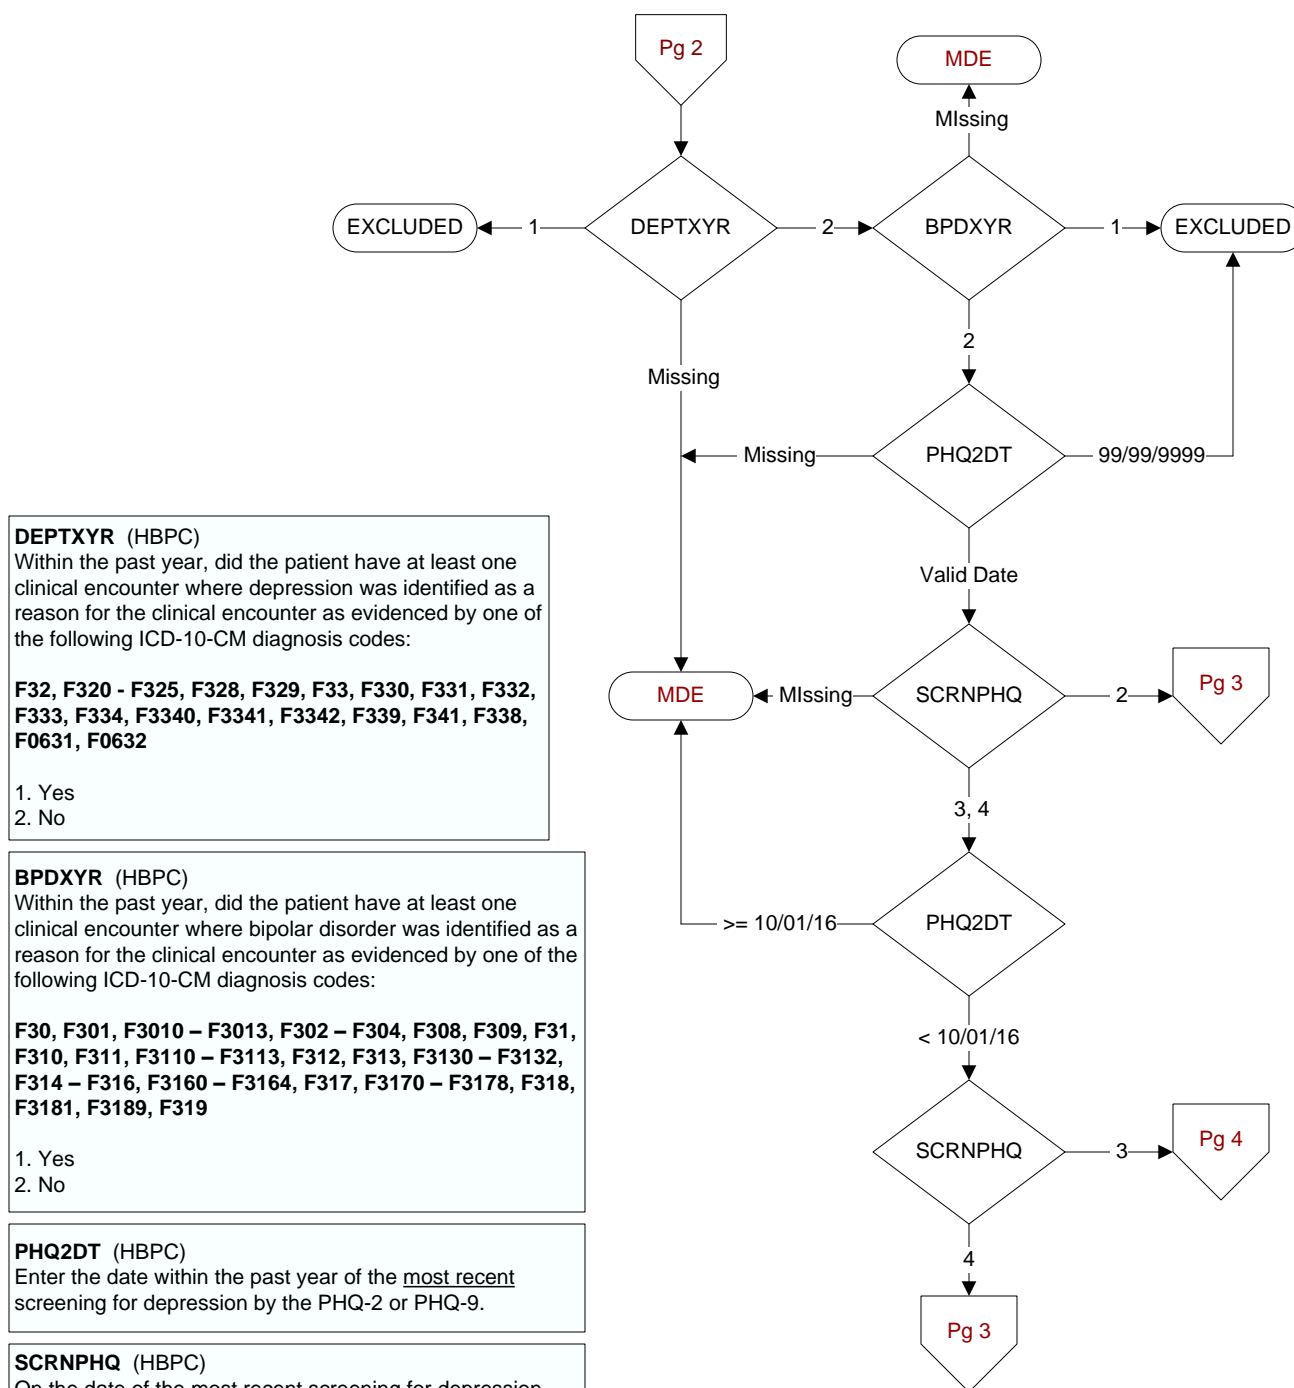 Pg 2
MDE
MIssing
EXCLUDED
1
DEPTXYR
2
BPDXYR
1
EXCLUDED
2
Missing
Missing
PHQ2DT
99/99/9999
Valid Date
DEPTXYR (HBPC)
Within the past year, did the patient have at least one
clinical encounter where depression was identified as a
reason for the clinical encounter as evidenced by one of
the following ICD-10-CM diagnosis codes:
F32, F320 - F325, F328, F329, F33, F330, F331, F332,
F333, F334, F3340, F3341, F3342, F339, F341, F338,
F0631, F0632
1. Yes
2. No
MDE
MIssing
SCRNPHQ
2
Pg 3
3, 4
BPDXYR (HBPC)
Within the past year, did the patient have at least one
clinical encounter where bipolar disorder was identified as a
reason for the clinical encounter as evidenced by one of the
following ICD-10-CM diagnosis codes:
F30, F301, F3010 – F3013, F302 – F304, F308, F309, F31,
F310, F311, F3110 – F3113, F312, F313, F3130 – F3132,
F314 – F316, F3160 – F3164, F317, F3170 – F3178, F318,
F3181, F3189, F319
1. Yes
2. No
>= 10/01/16
PHQ2DT
< 10/01/16
SCRNPHQ
3
Pg 4
4
Pg 3
PHQ2DT (HBPC)
Enter the date within the past year of the most recent
screening for depression by the PHQ-2 or PHQ-9.
SCRNPHQ (HBPC)
On the date of the most recent screening for depression